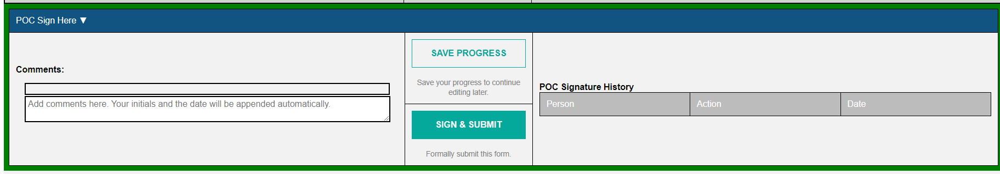 POC Sign Here ▼
Comments:
Add comments here. Your initials and the date will be appended automatically.
SAVE PROGRESS
Save your progress to continue
editing later.
SIGN & SUBMIT
Formally submit this form.
POC Signature History
Person Action Date